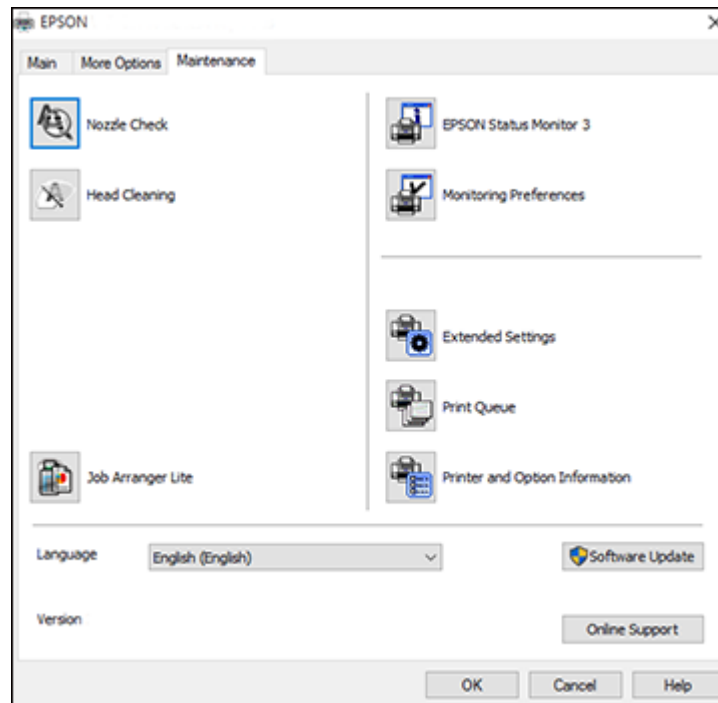 EPSON
Main
More Options
Maintenance
Nozzle Check
Head Cleaning
Job Arranger Lite
EPSON Status Monitor 3
Monitoring Preferences
Extended Settings
Print Queue
Printer and Option Information
Language
English (English)
Software Update
Version
Online Support
OK
Cancel
Help